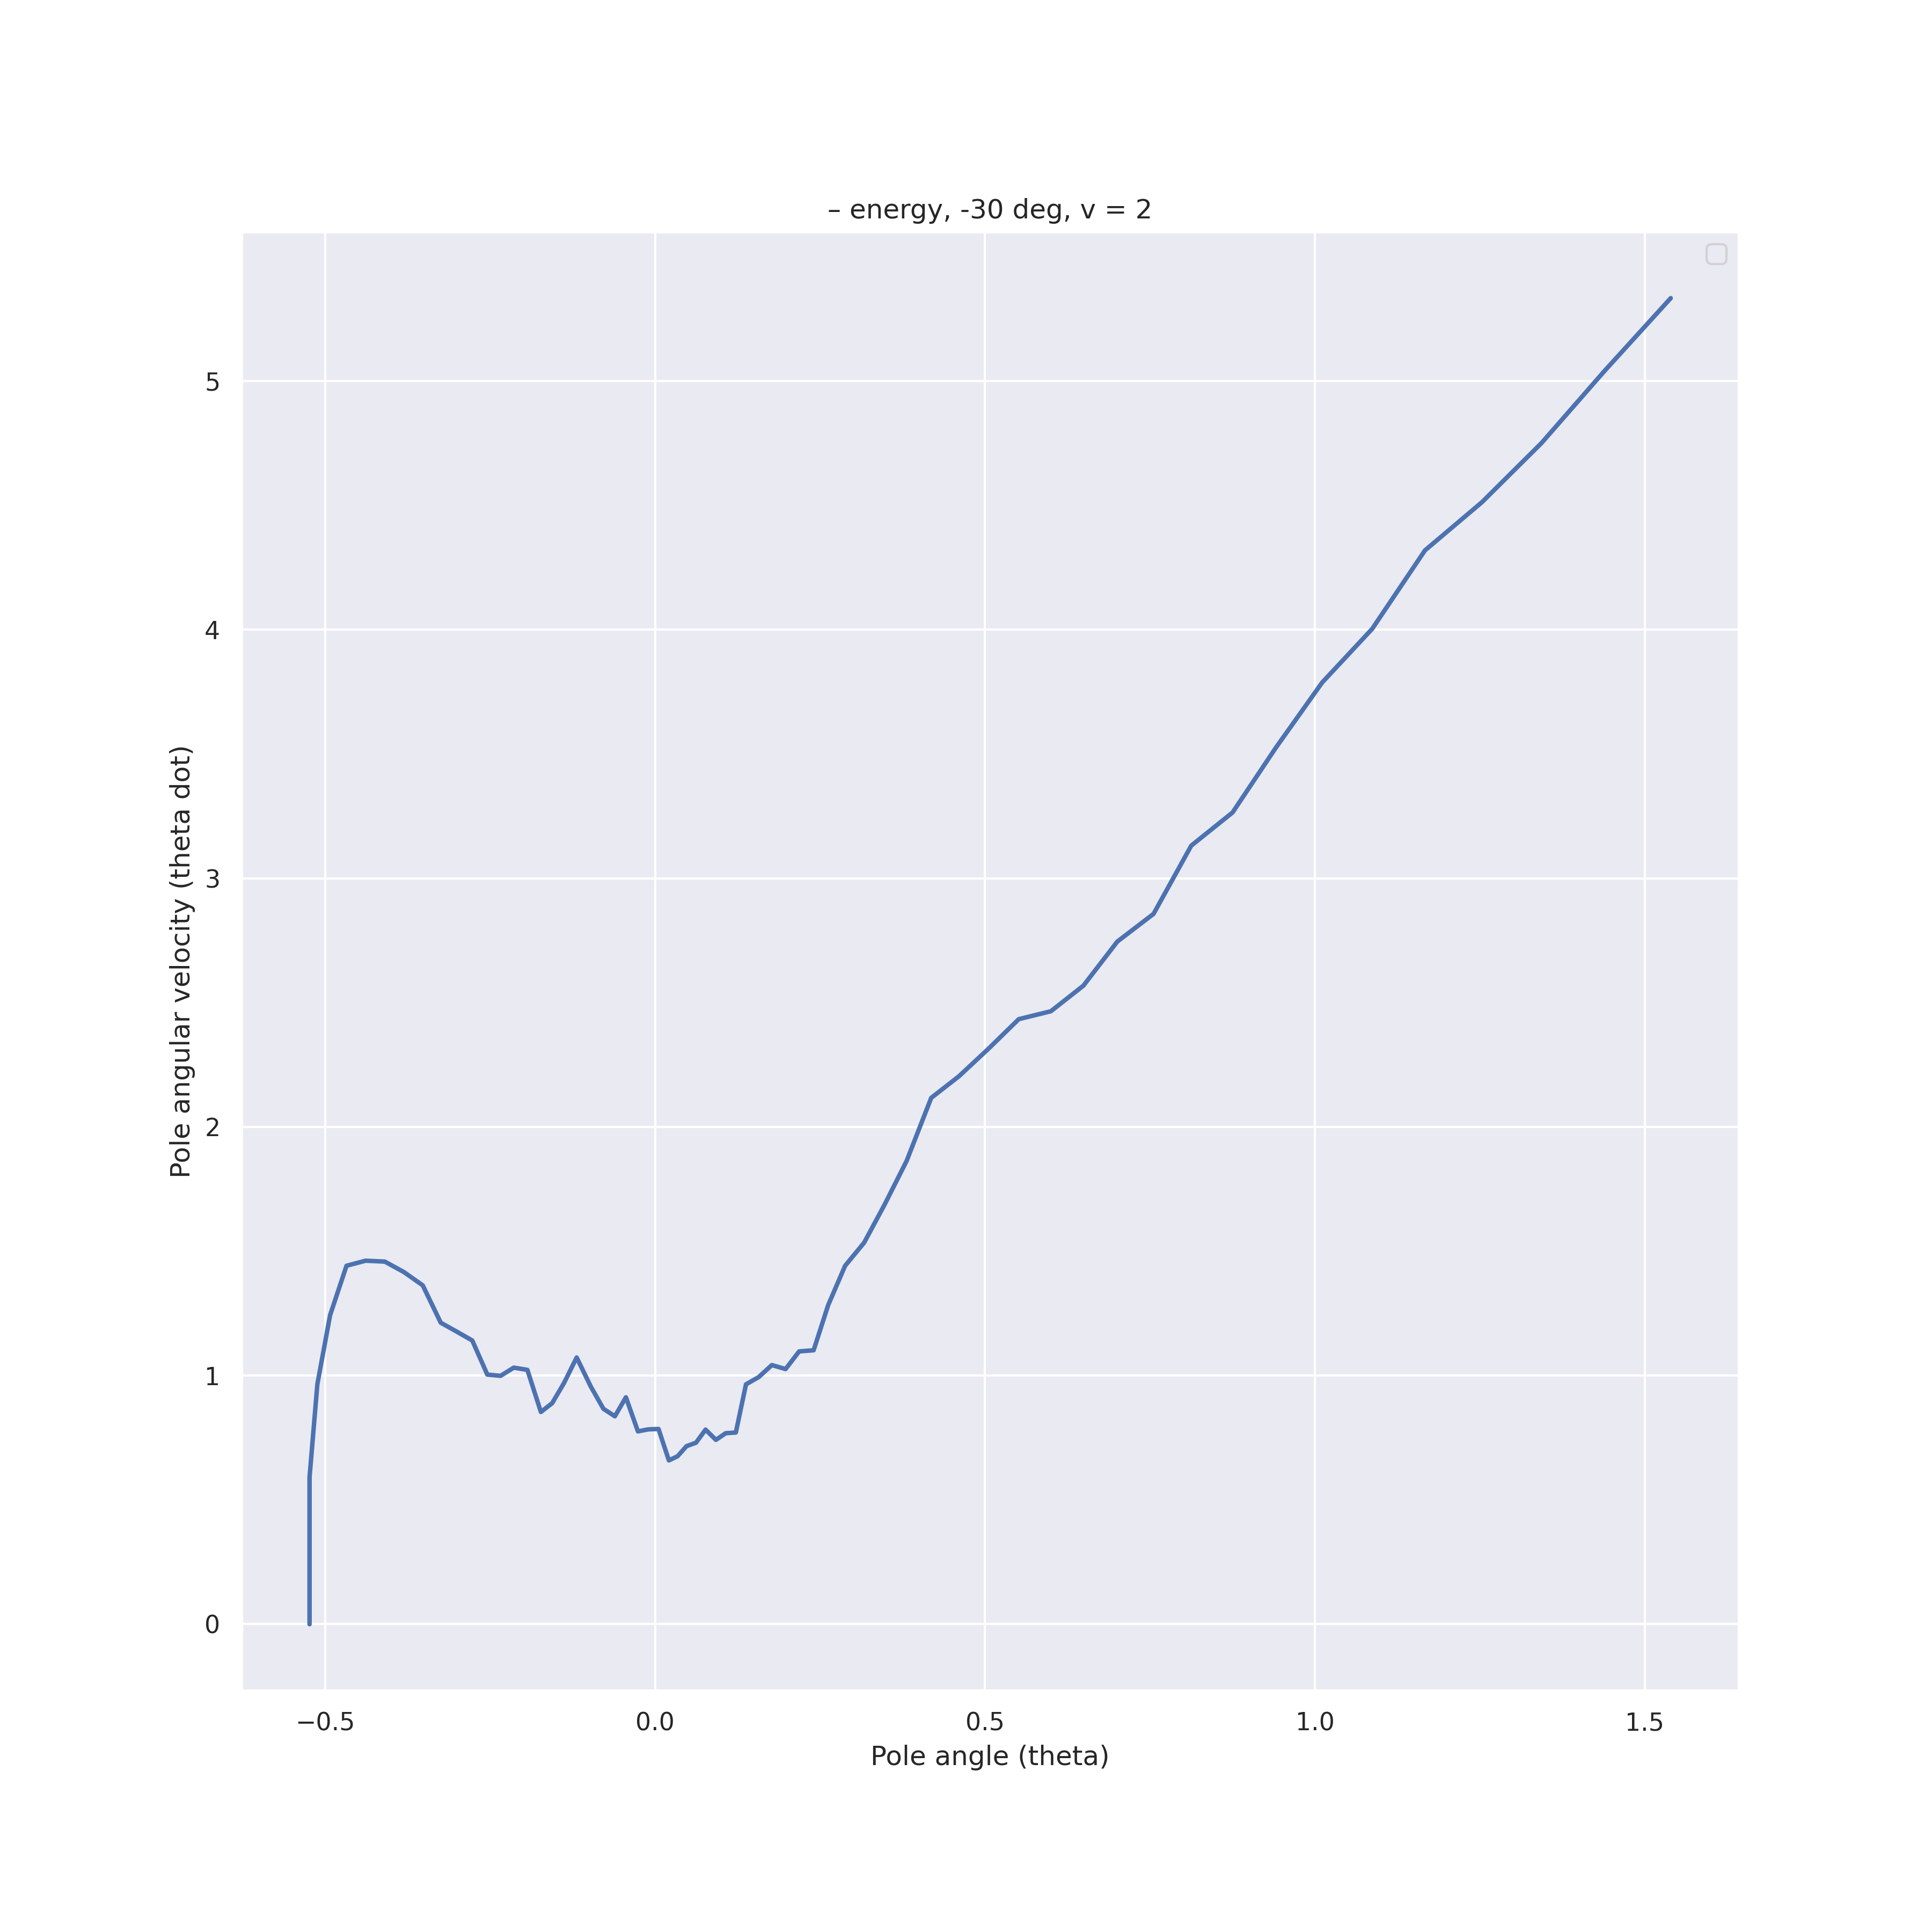 – energy, -30 deg, v = 2
5
4
3
2
1
0
Pole angular velocity (theta dot)
−0.5 0.0 0.5 1.0 1.5
Pole angle (theta)